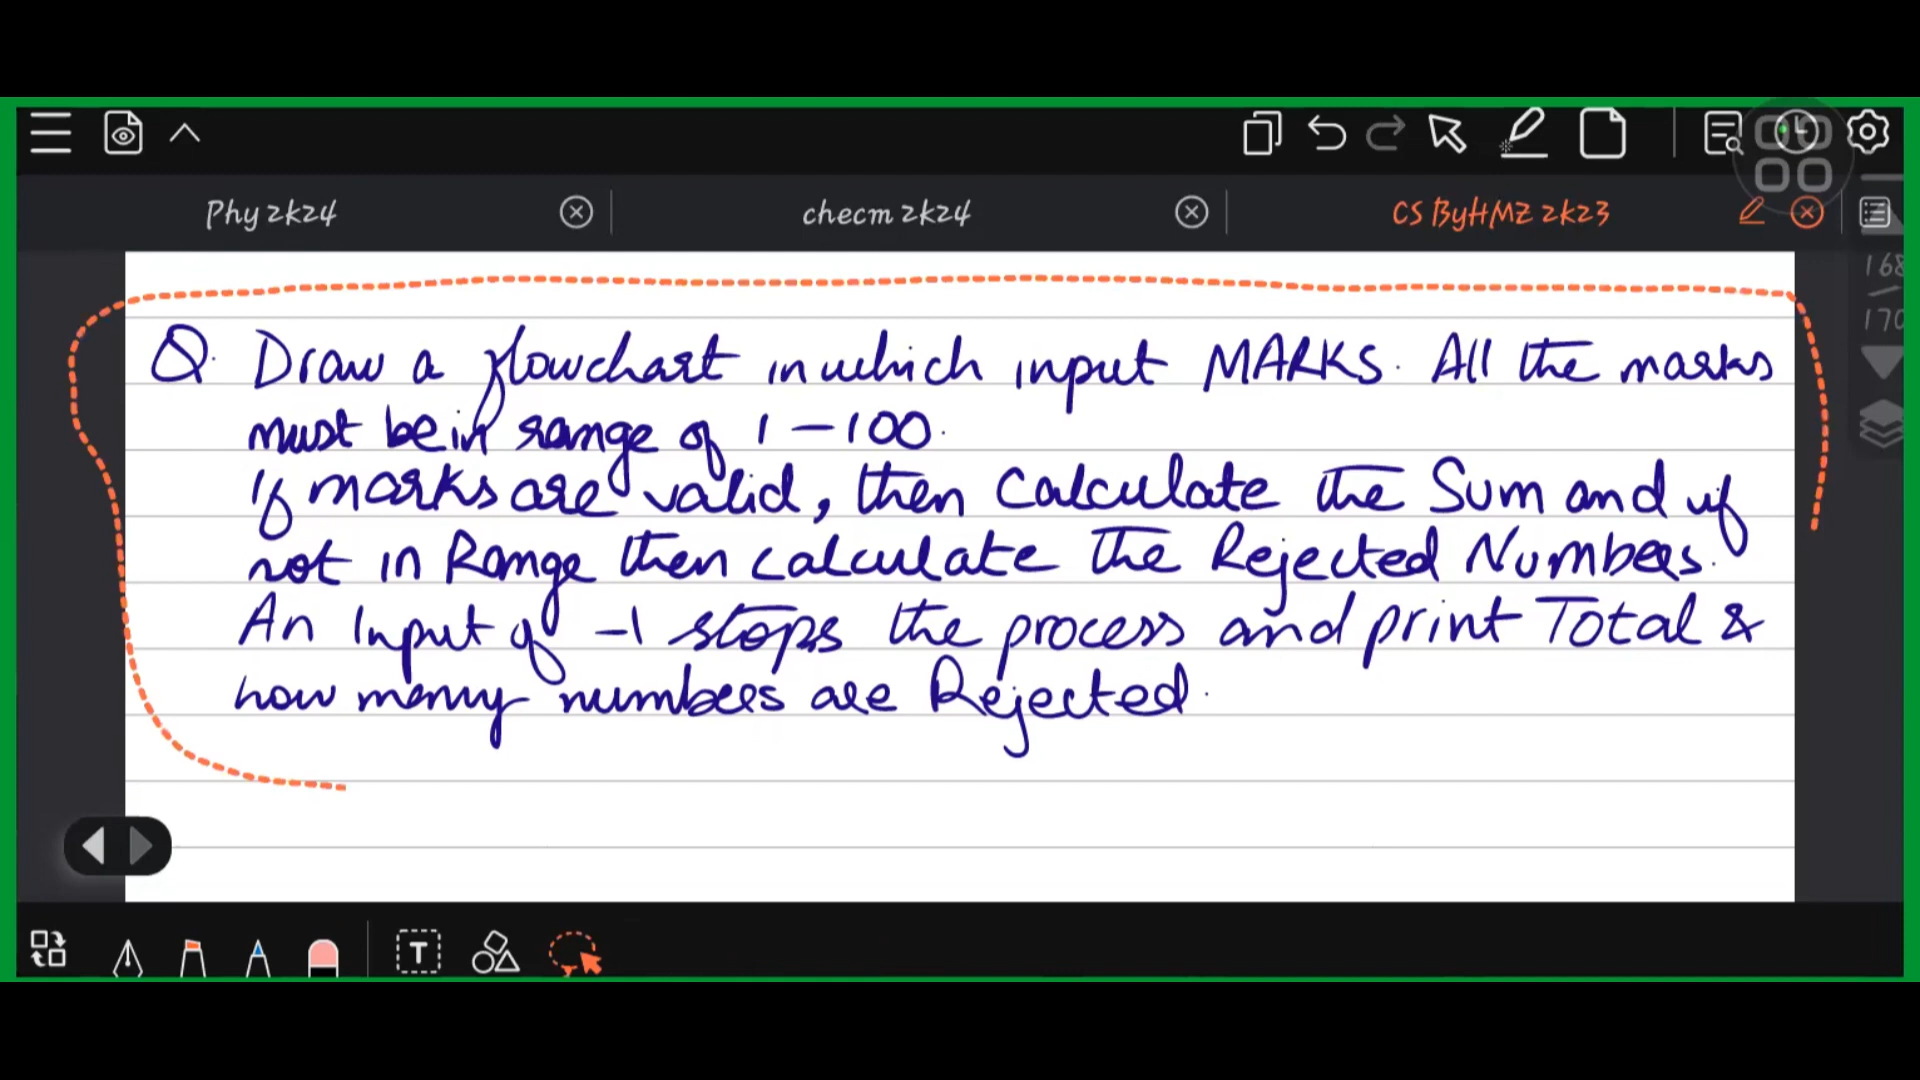 Phy 2k24
checm 2k24
CS ByHMZ 2k23
168
170
Q. Draw a flowchart in which input MARKS. All the marks
must be in range of 1-100.
If marks are valid, then calculate the Sum and if
not in Range then calculate the Rejected Numbers.
An Input of -1 stops the process and print Total &
how many numbers are Rejected.
T